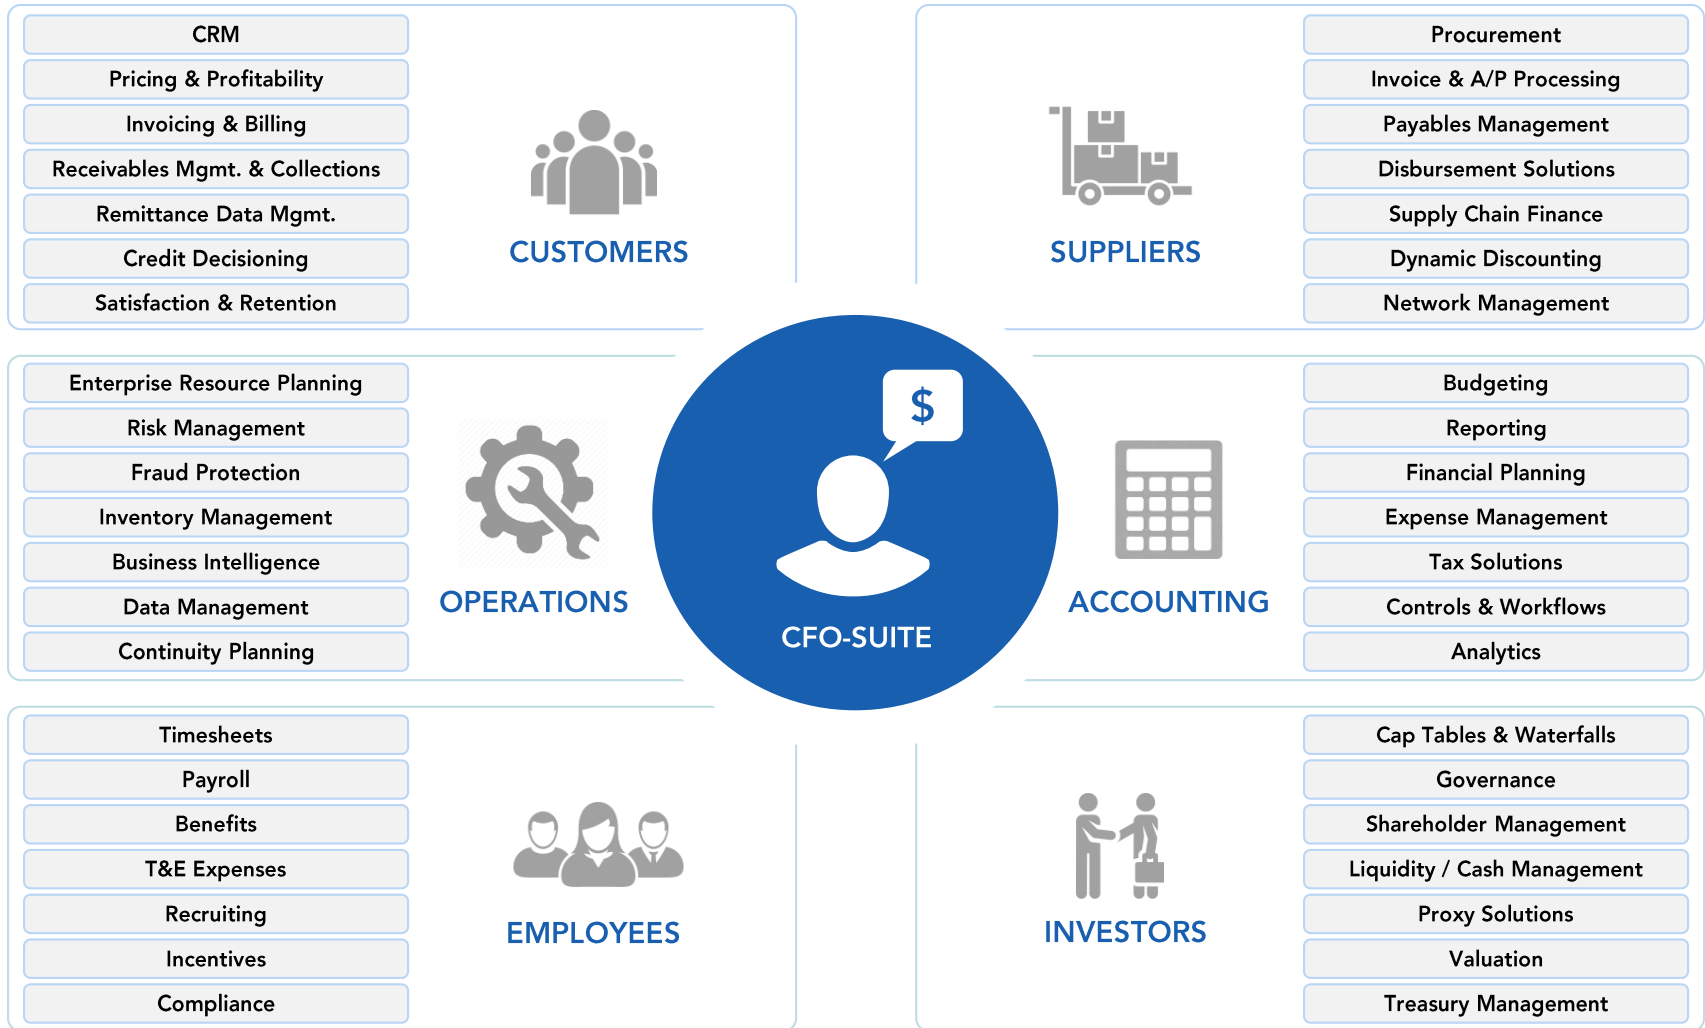 CRM
Pricing & Profitability
Invoicing & Billing
Receivables Mgmt. & Collections
Remittance Data Mgmt.
Credit Decisioning
Satisfaction & Retention
CUSTOMERS
SUPPLIERS
Procurement
Invoice & A/P Processing
Payables Management
Disbursement Solutions
Supply Chain Finance
Dynamic Discounting
Network Management
Enterprise Resource Planning
Risk Management
Fraud Protection
Inventory Management
Business Intelligence
Data Management
Continuity Planning
OPERATIONS
$
CFO-SUITE
ACCOUNTING
Budgeting
Reporting
Financial Planning
Expense Management
Tax Solutions
Controls & Workflows
Analytics
Timesheets
Payroll
Benefits
T&E Expenses
Recruiting
Incentives
Compliance
EMPLOYEES
INVESTORS
Cap Tables & Waterfalls
Governance
Shareholder Management
Liquidity / Cash Management
Proxy Solutions
Valuation
Treasury Management